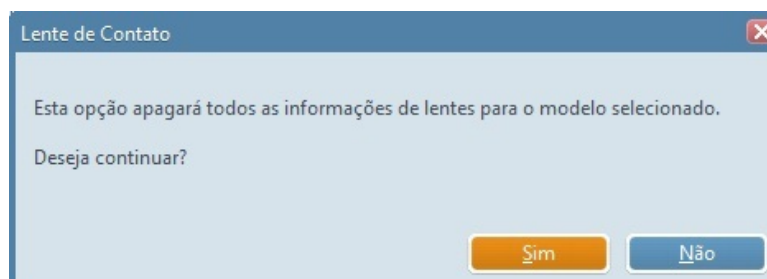 Lente de Contato
Esta opção apagará todos as informações de lentes para o modelo selecionado.
Deseja continuar?
Sim
Não